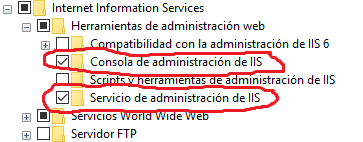 Internet Information Services
Herramientas de administración web
Compatibilidad con la administración de IIS 6
Consola de administración de IIS
Scripts y herramientas de administración de IIS
Servicio de administración de IIS
Servicios World Wide Web
Servidor FTP